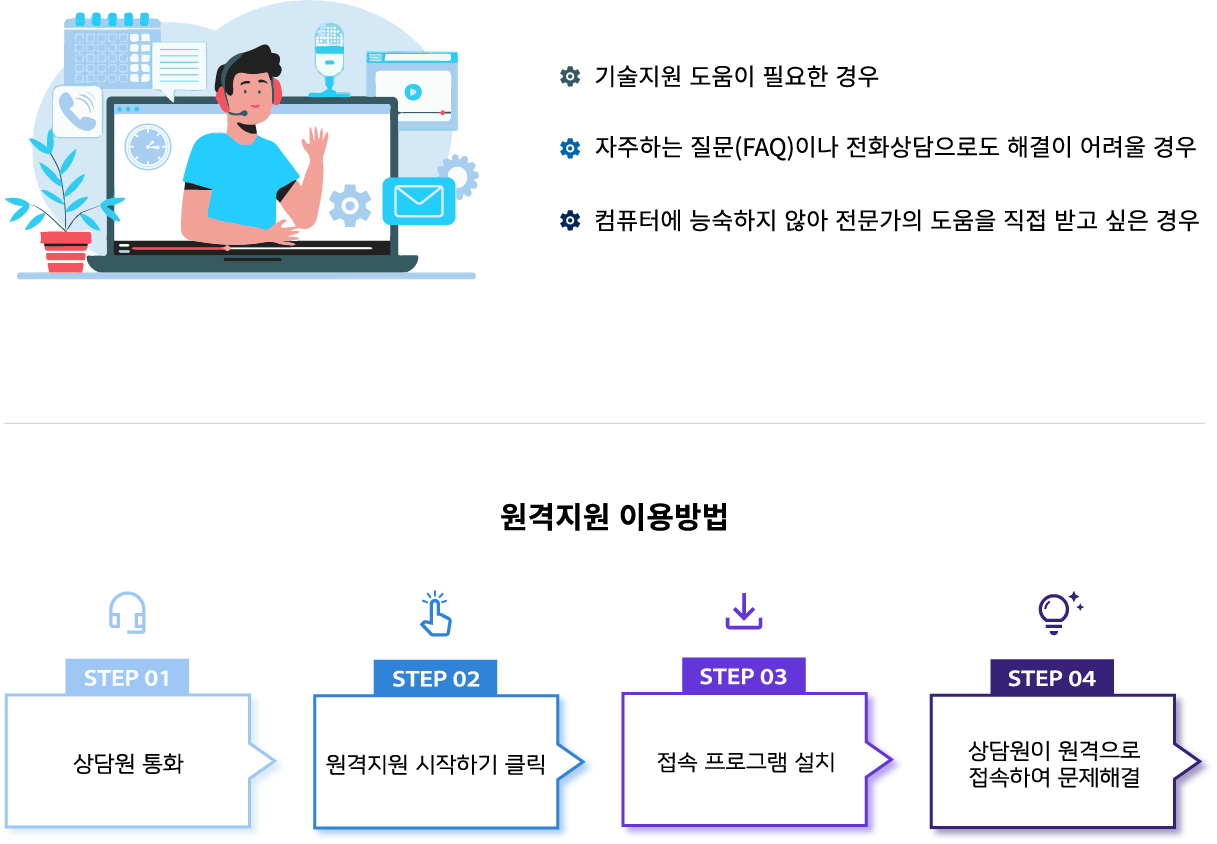 기술지원 도움이 필요한 경우
자주하는 질문(FAQ)이나 전화상담으로도 해결이 어려울 경우
컴퓨터에 능숙하지 않아 전문가의 도움을 직접 받고 싶은 경우
원격지원 이용방법
STEP 01
상담원 통화
STEP 02
원격지원 시작하기 클릭
STEP 03
접속 프로그램 설치
STEP 04
상담원이 원격으로
접속하여 문제해결